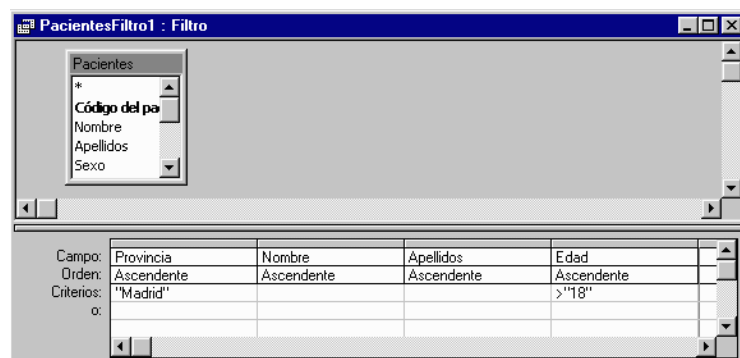 PacientesFiltro1 : Filtro
Pacientes
*
Código del pa
Nombre
Apellidos
Sexo
Campo: Provincia Nombre Apellidos Edad
Orden: Ascendente Ascendente Ascendente Ascendente
Criterios: "Madrid" >"18"
o: